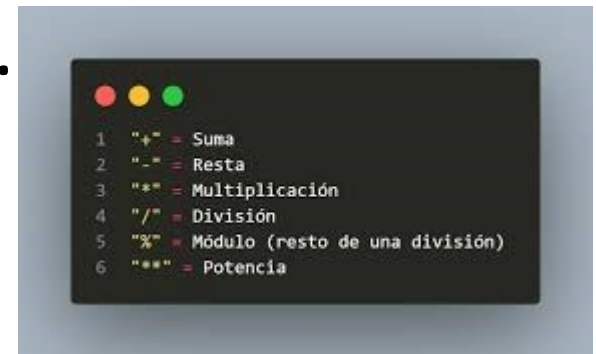 1 "+" = Suma
2 "-" = Resta
3 "*" = Multiplicación
4 "/" = División
5 "%" = Módulo (resto de una división)
6 "**" = Potencia